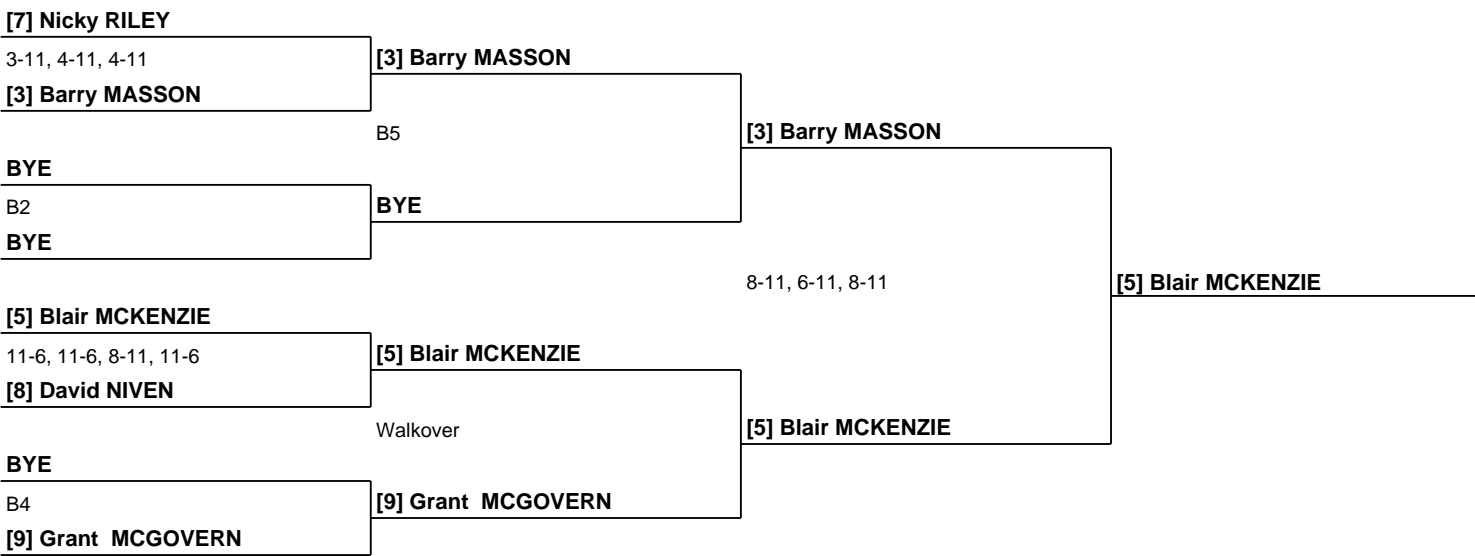 [7] Nicky RILEY
3-11, 4-11, 4-11
[3] Barry MASSON
[3] Barry MASSON
B5
[3] Barry MASSON
BYE
B2
BYE
BYE
8-11, 6-11, 8-11
[5] Blair MCKENZIE
[5] Blair MCKENZIE
11-6, 11-6, 8-11, 11-6
[5] Blair MCKENZIE
[8] David NIVEN
Walkover
[5] Blair MCKENZIE
BYE
B4
[9] Grant  MCGOVERN
[9] Grant  MCGOVERN